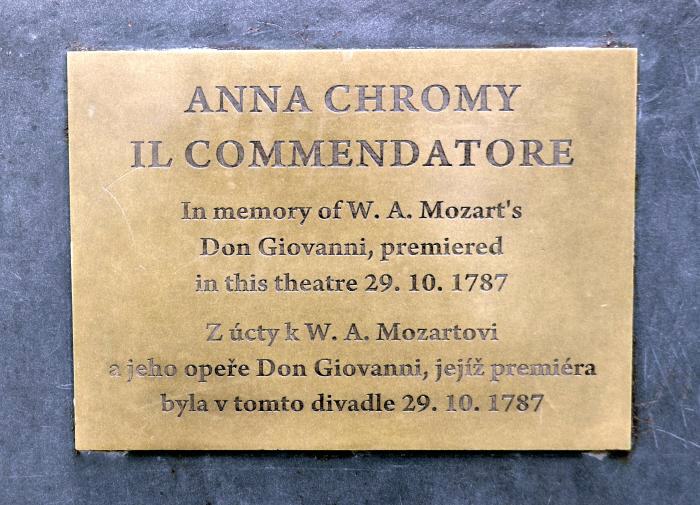 ANNA CHROMY
IL COMMENDATORE
In memory of W. A. Mozart's
Don Giovanni, premiered
in this theatre 29. 10. 1787
Z úcty k W. A. Mozartovi
a jeho opeře Don Giovanni, jejíž premiéra
byla v tomto divadle 29. 10. 1787